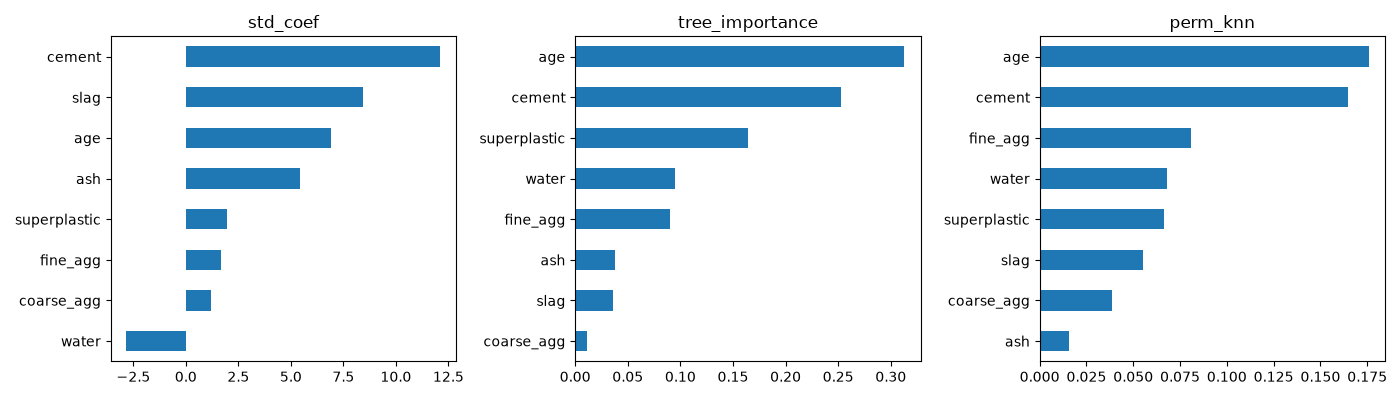 std_coef
cement
slag
age
ash
superplastic
fine_agg
coarse_agg
water
−2.5 0.0 2.5 5.0 7.5 10.0 12.5
tree_importance
age
cement
superplastic
water
fine_agg
ash
slag
coarse_agg
0.00 0.05 0.10 0.15 0.20 0.25 0.30
perm_knn
age
cement
fine_agg
water
superplastic
slag
coarse_agg
ash
0.000 0.025 0.050 0.075 0.100 0.125 0.150 0.175